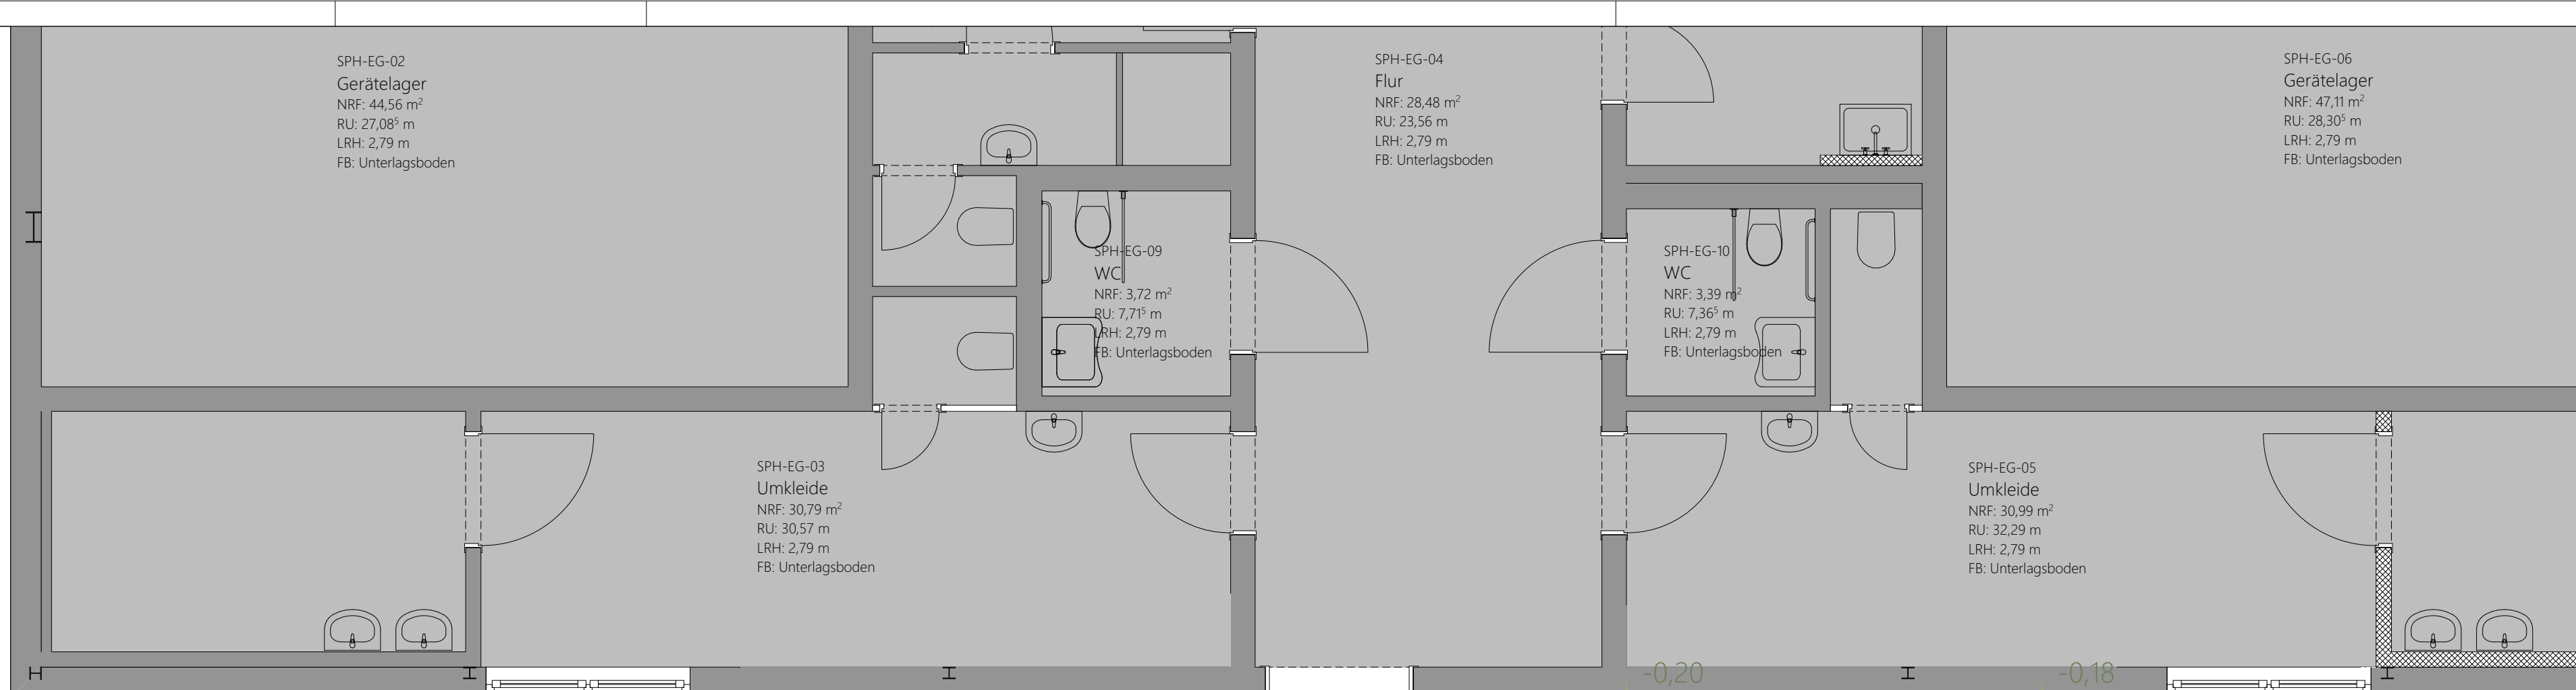 SPH-EG-02
Gerätelager
NRF: 44,56 m²
RU: 27,08⁵ m
LRH: 2,79 m
FB: Unterlagsboden
SPH-EG-04
Flur
NRF: 28,48 m²
RU: 23,56 m
LRH: 2,79 m
FB: Unterlagsboden
SPH-EG-06
Gerätelager
NRF: 47,11 m²
RU: 28,30⁵ m
LRH: 2,79 m
FB: Unterlagsboden
SPH-EG-09
WC
NRF: 3,72 m²
RU: 7,71⁵ m
LRH: 2,79 m
FB: Unterlagsboden
SPH-EG-10
WC
NRF: 3,39 m²
RU: 7,36⁵ m
LRH: 2,79 m
FB: Unterlagsboden
SPH-EG-03
Umkleide
NRF: 30,79 m²
RU: 30,57 m
LRH: 2,79 m
FB: Unterlagsboden
SPH-EG-05
Umkleide
NRF: 30,99 m²
RU: 32,29 m
LRH: 2,79 m
FB: Unterlagsboden
-0,20
-0,18